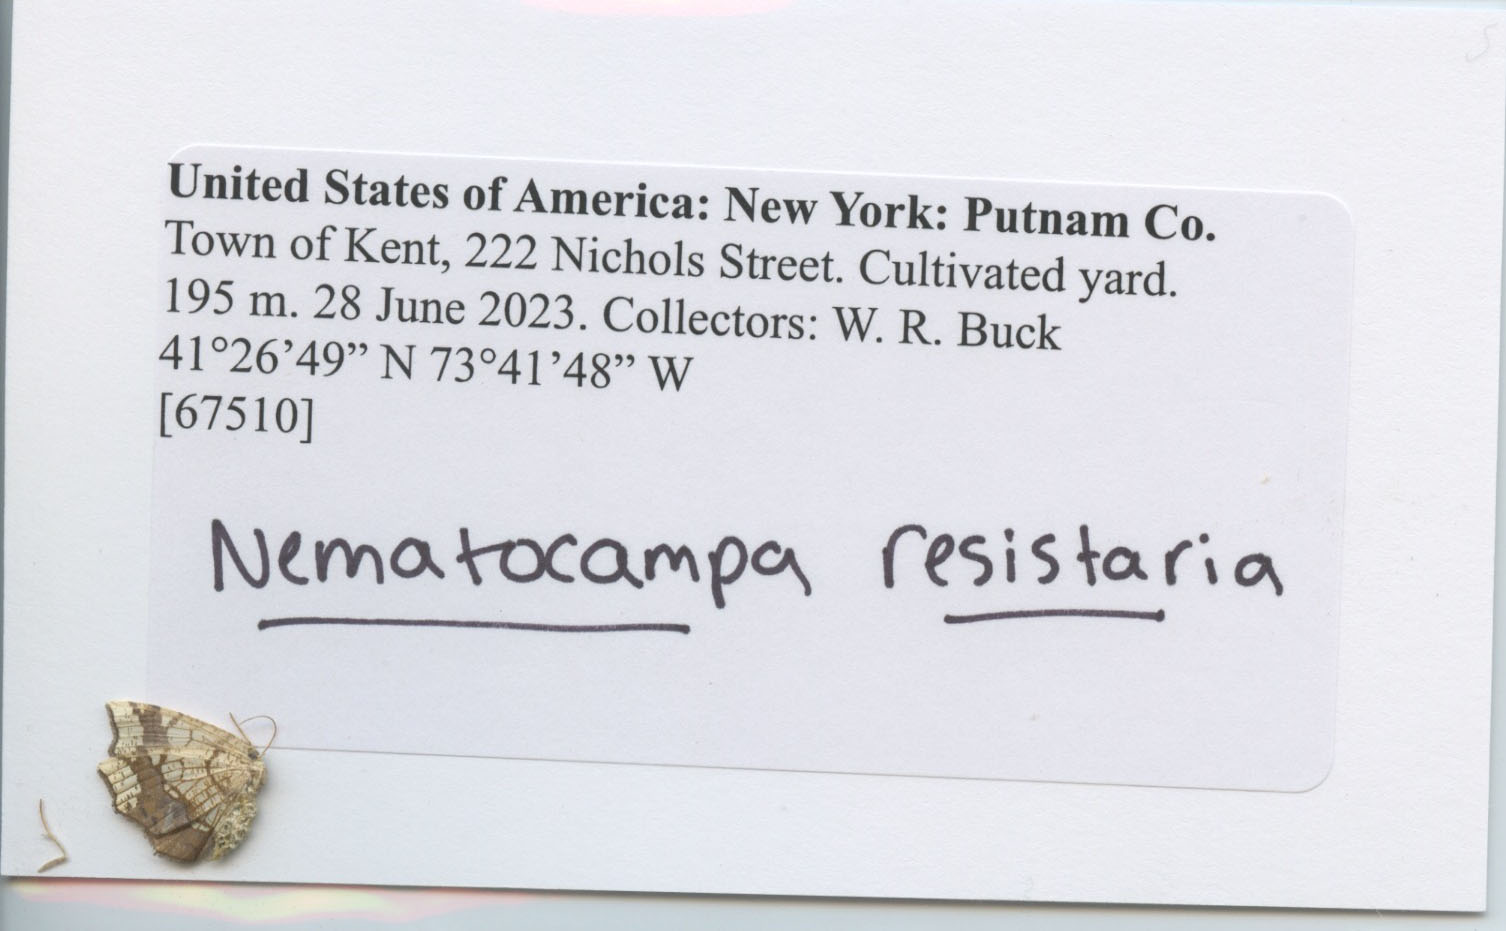 United States of America: New York: Putnam Co.
Town of Kent, 222 Nichols Street. Cultivated yard.
195 m. 28 June 2023. Collectors: W. R. Buck
41°26’49” N 73°41’48” W
[67510]
Nematocampa resistaria